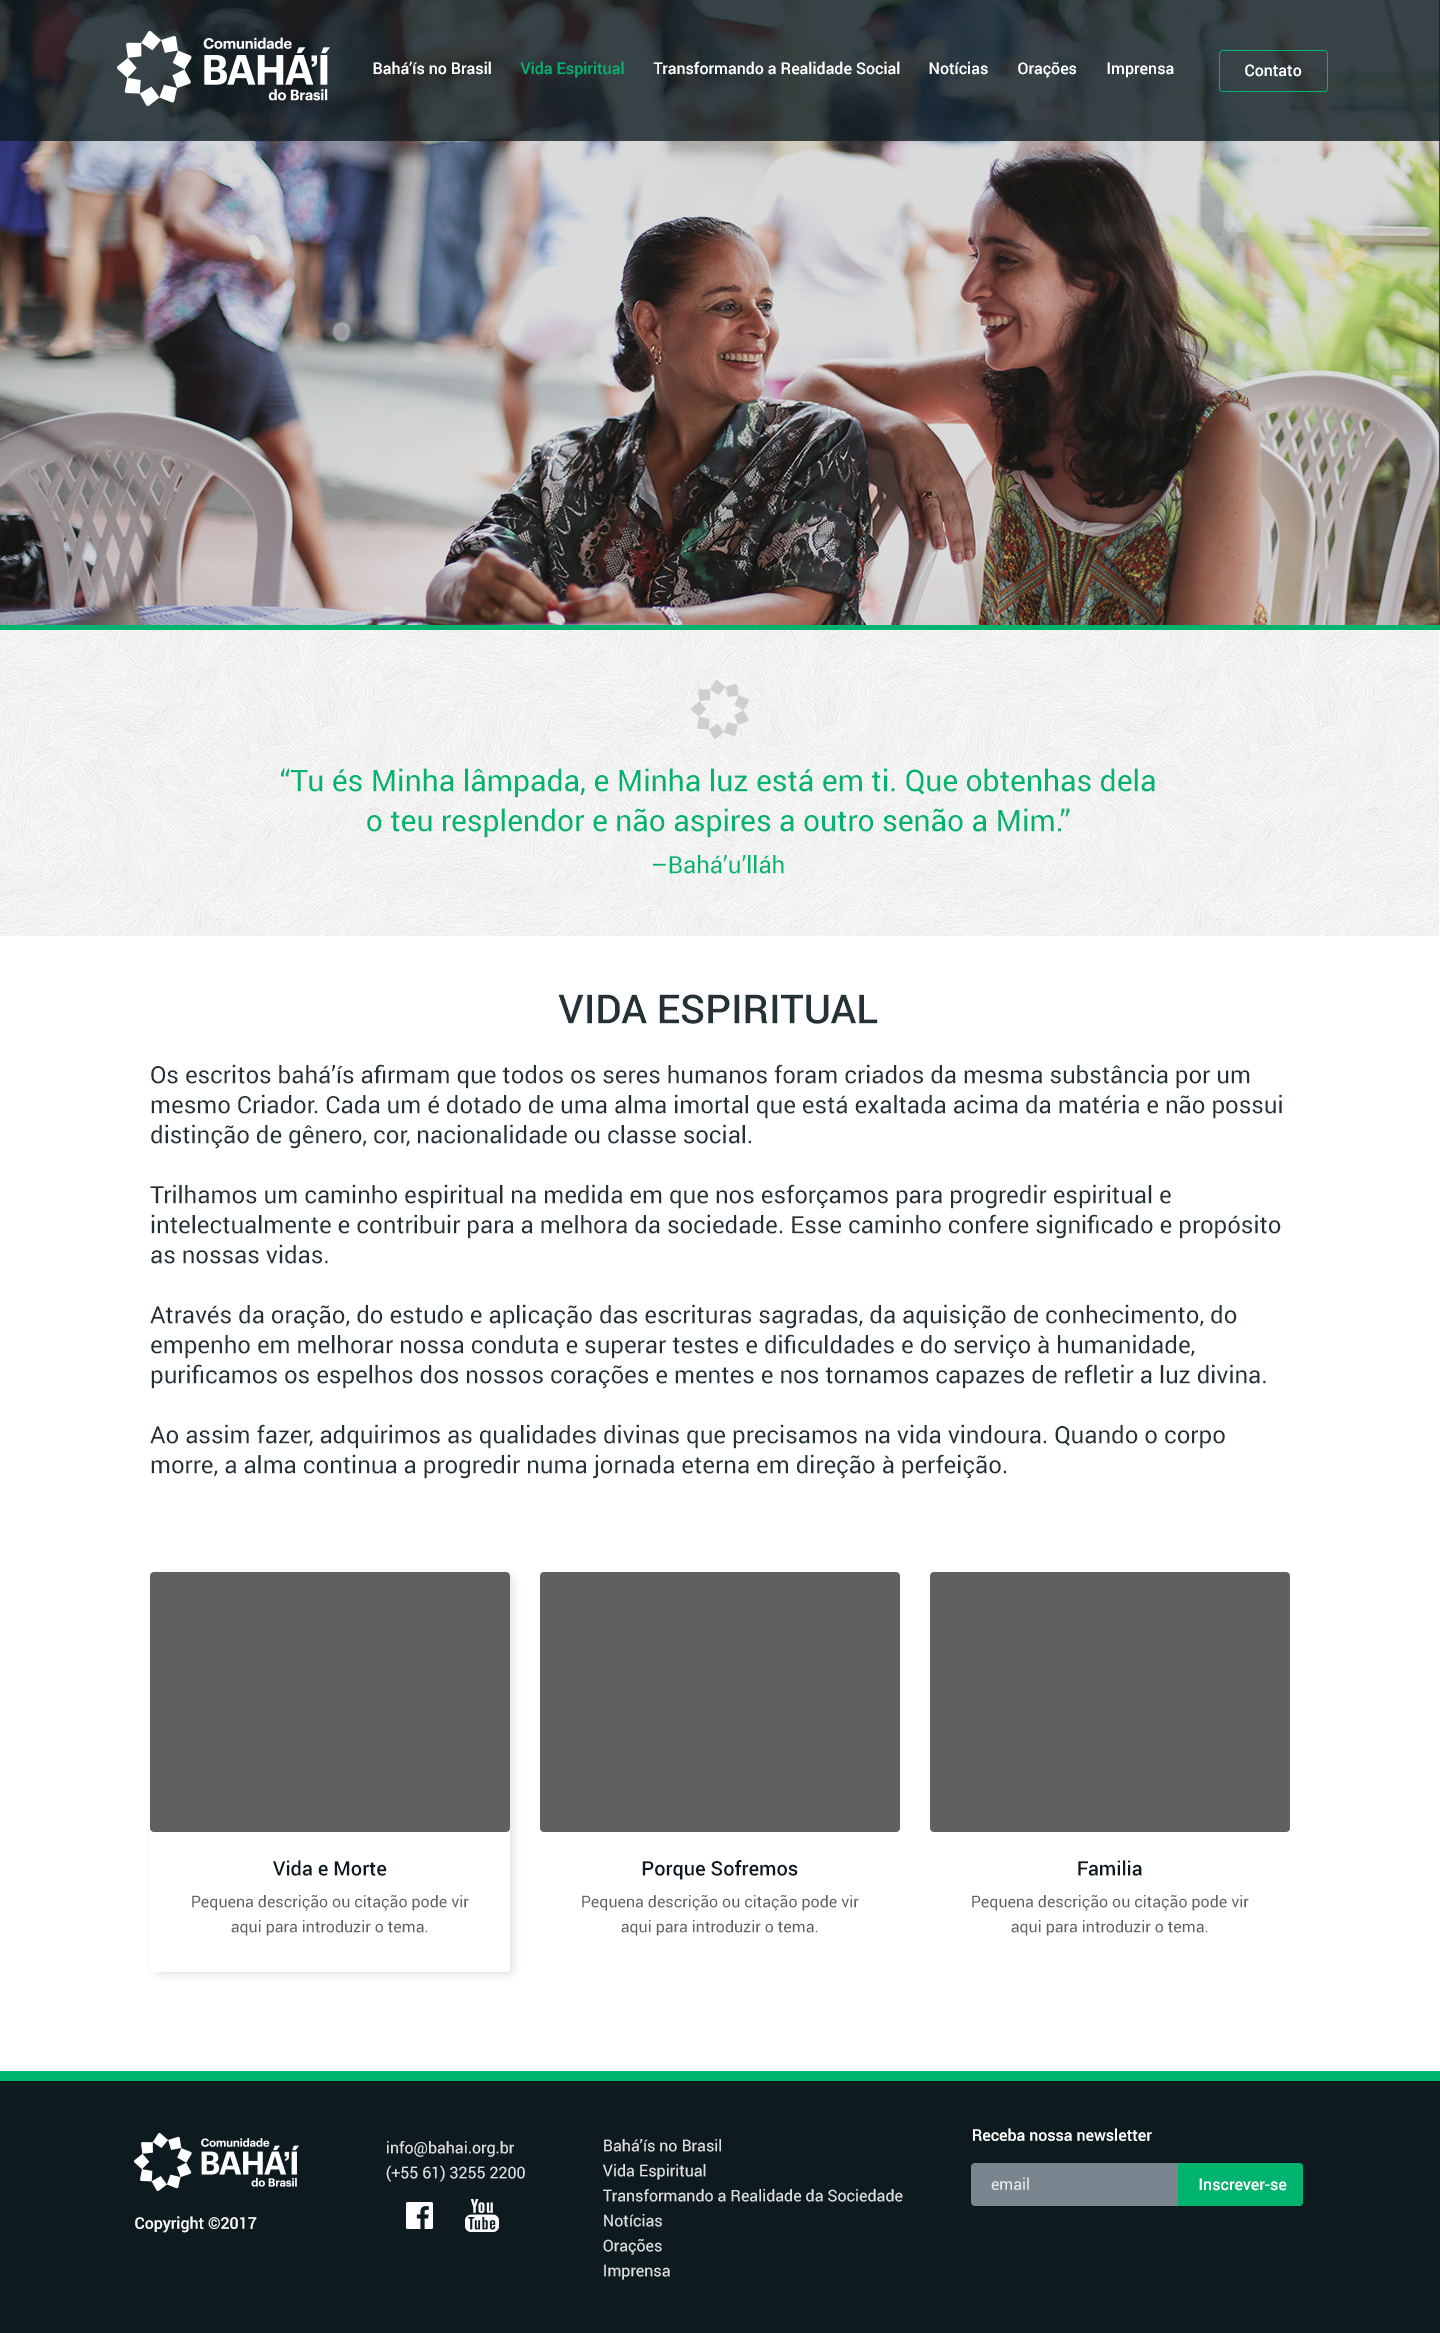 Comunidade
BAHÁ’Í
do Brasil
Bahá’ís no Brasil
Vida Espiritual
Transformando a Realidade Social
Notícias
Orações
Imprensa
Contato
“Tu és Minha lâmpada, e Minha luz está em ti. Que obtenhas dela
o teu resplendor e não aspires a outro senão a Mim.”
–Bahá’u’lláh
VIDA ESPIRITUAL
Os escritos bahá’ís afirmam que todos os seres humanos foram criados da mesma substância por um
mesmo Criador. Cada um é dotado de uma alma imortal que está exaltada acima da matéria e não possui
distinção de gênero, cor, nacionalidade ou classe social.
Trilhamos um caminho espiritual na medida em que nos esforçamos para progredir espiritual e
intelectualmente e contribuir para a melhora da sociedade. Esse caminho confere significado e propósito
as nossas vidas.
Através da oração, do estudo e aplicação das escrituras sagradas, da aquisição de conhecimento, do
empenho em melhorar nossa conduta e superar testes e dificuldades e do serviço à humanidade,
purificamos os espelhos dos nossos corações e mentes e nos tornamos capazes de refletir a luz divina.
Ao assim fazer, adquirimos as qualidades divinas que precisamos na vida vindoura. Quando o corpo
morre, a alma continua a progredir numa jornada eterna em direção à perfeição.
Vida e Morte
Pequena descrição ou citação pode vir
aqui para introduzir o tema.
Porque Sofremos
Pequena descrição ou citação pode vir
aqui para introduzir o tema.
Familia
Pequena descrição ou citação pode vir
aqui para introduzir o tema.
Comunidade
BAHÁ’Í
do Brasil
Copyright ©2017
info@bahai.org.br
(+55 61) 3255 2200
You
Tube
Bahá’ís no Brasil
Vida Espiritual
Transformando a Realidade da Sociedade
Notícias
Orações
Imprensa
Receba nossa newsletter
email
Inscrever-se